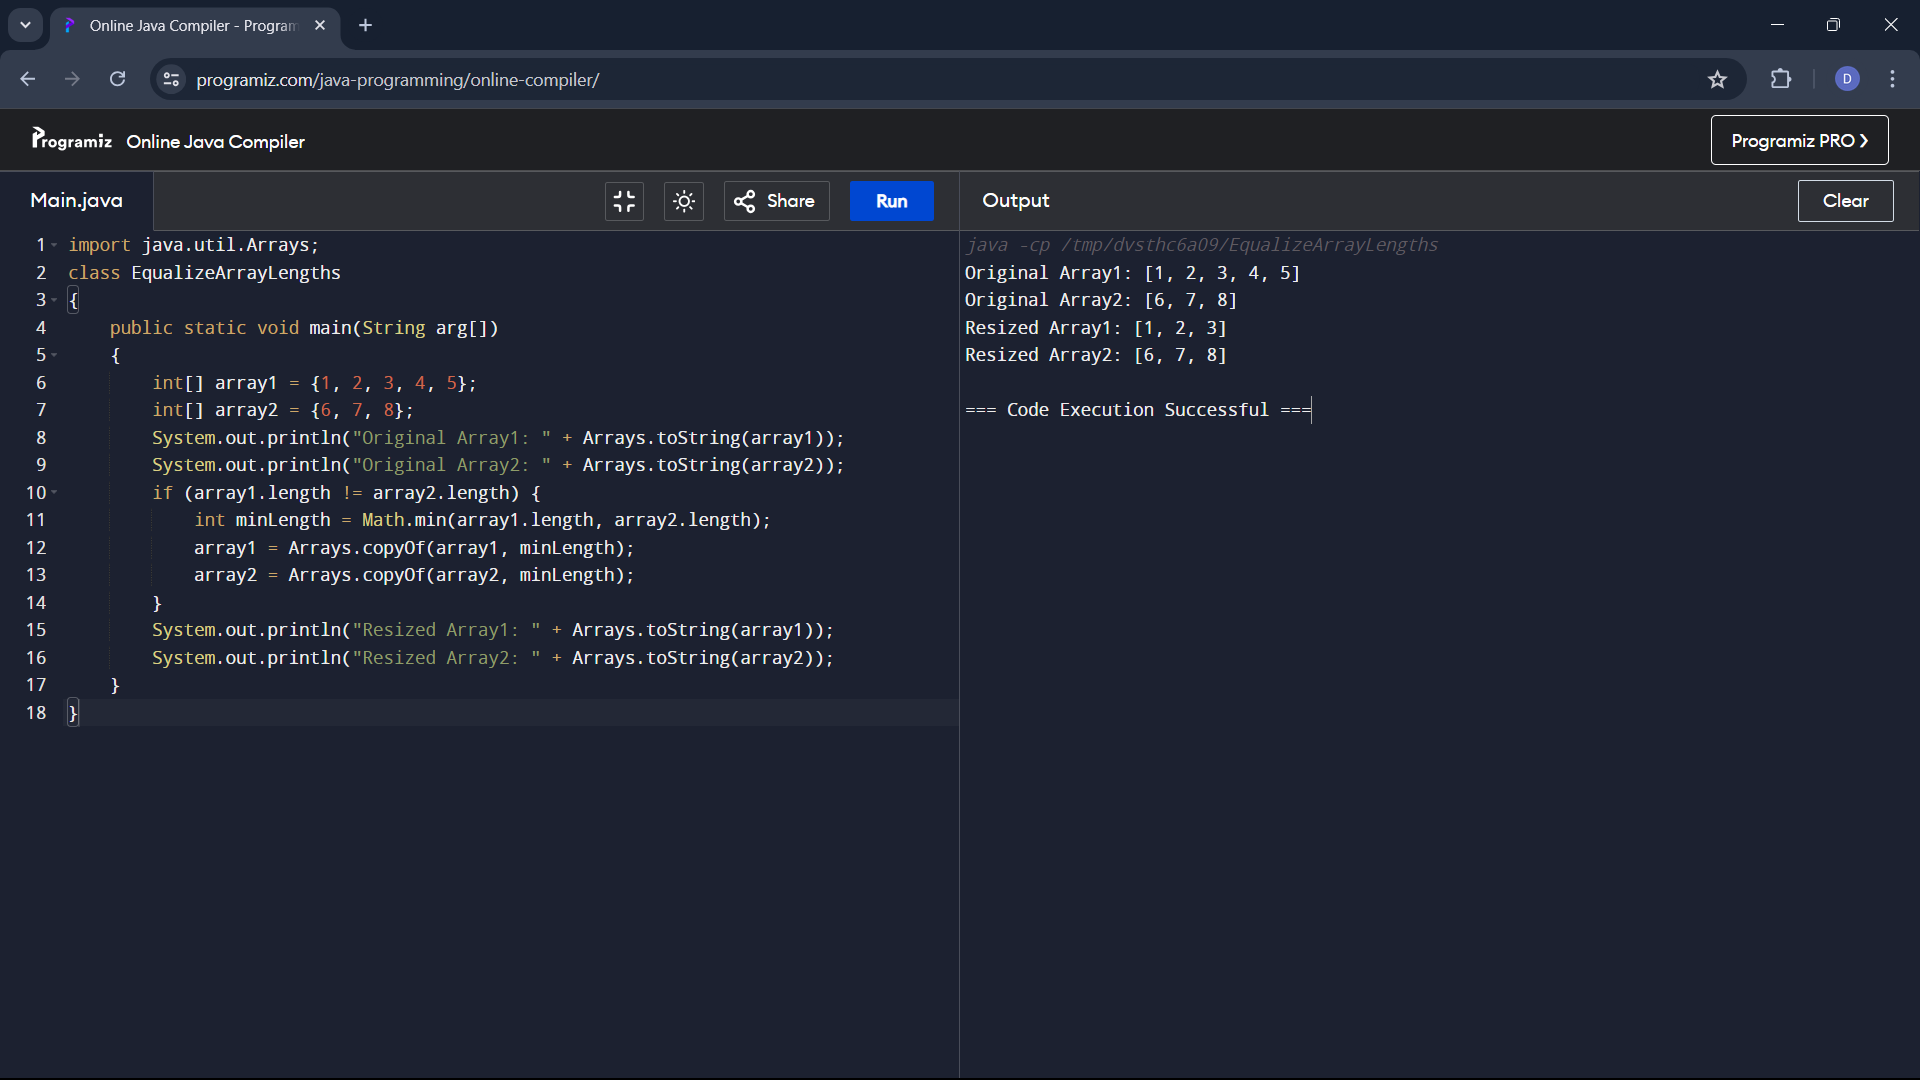 Online Java Compiler - Program
programiz.com/java-programming/online-compiler/
D
Programiz Online Java Compiler
Programiz PRO
Main.java
Share
Run
Output
Clear
1 import java.util.Arrays;
2 class EqualizeArrayLengths
3 {
4     public static void main(String arg[])
5     {
6         int[] array1 = {1, 2, 3, 4, 5};
7         int[] array2 = {6, 7, 8};
8         System.out.println("Original Array1: " + Arrays.toString(array1));
9         System.out.println("Original Array2: " + Arrays.toString(array2));
10         if (array1.length != array2.length) {
11             int minLength = Math.min(array1.length, array2.length);
12             array1 = Arrays.copyOf(array1, minLength);
13             array2 = Arrays.copyOf(array2, minLength);
14         }
15         System.out.println("Resized Array1: " + Arrays.toString(array1));
16         System.out.println("Resized Array2: " + Arrays.toString(array2));
17     }
18 }
java -cp /tmp/dvsthc6aO9/EqualizeArrayLengths
Original Array1: [1, 2, 3, 4, 5]
Original Array2: [6, 7, 8]
Resized Array1: [1, 2, 3]
Resized Array2: [6, 7, 8]
=== Code Execution Successful ===